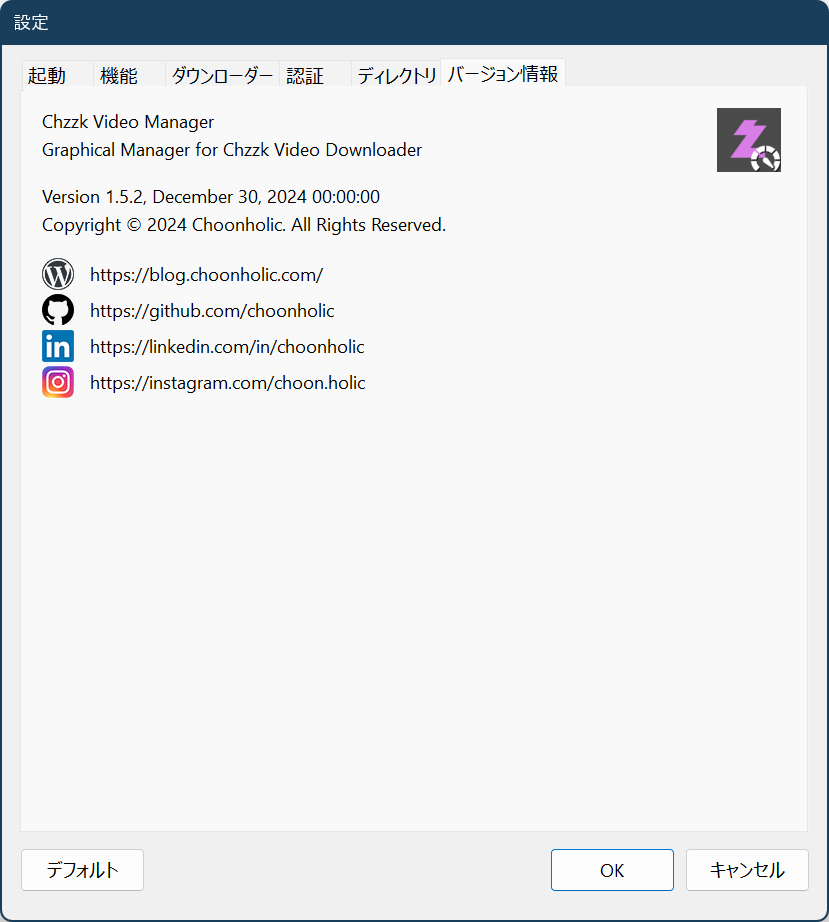 設定
起動 機能 ダウンローダー 認証 ディレクトリ バージョン情報
Chzzk Video Manager
Graphical Manager for Chzzk Video Downloader
Version 1.5.2, December 30, 2024 00:00:00
Copyright © 2024 Choonholic. All Rights Reserved.
https://blog.choonholic.com/
https://github.com/choonholic
https://linkedin.com/in/choonholic
https://instagram.com/choon.holic
デフォルト OK キャンセル